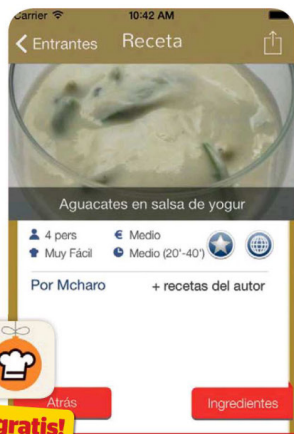 Carrier 10:42 AM
Entrantes Receta
Aguacates en salsa de yogur
4 pers € Medio
Muy Fácil Medio (20'-40')
Por Mcharo + recetas del autor
Atrás Ingredientes
gratis!